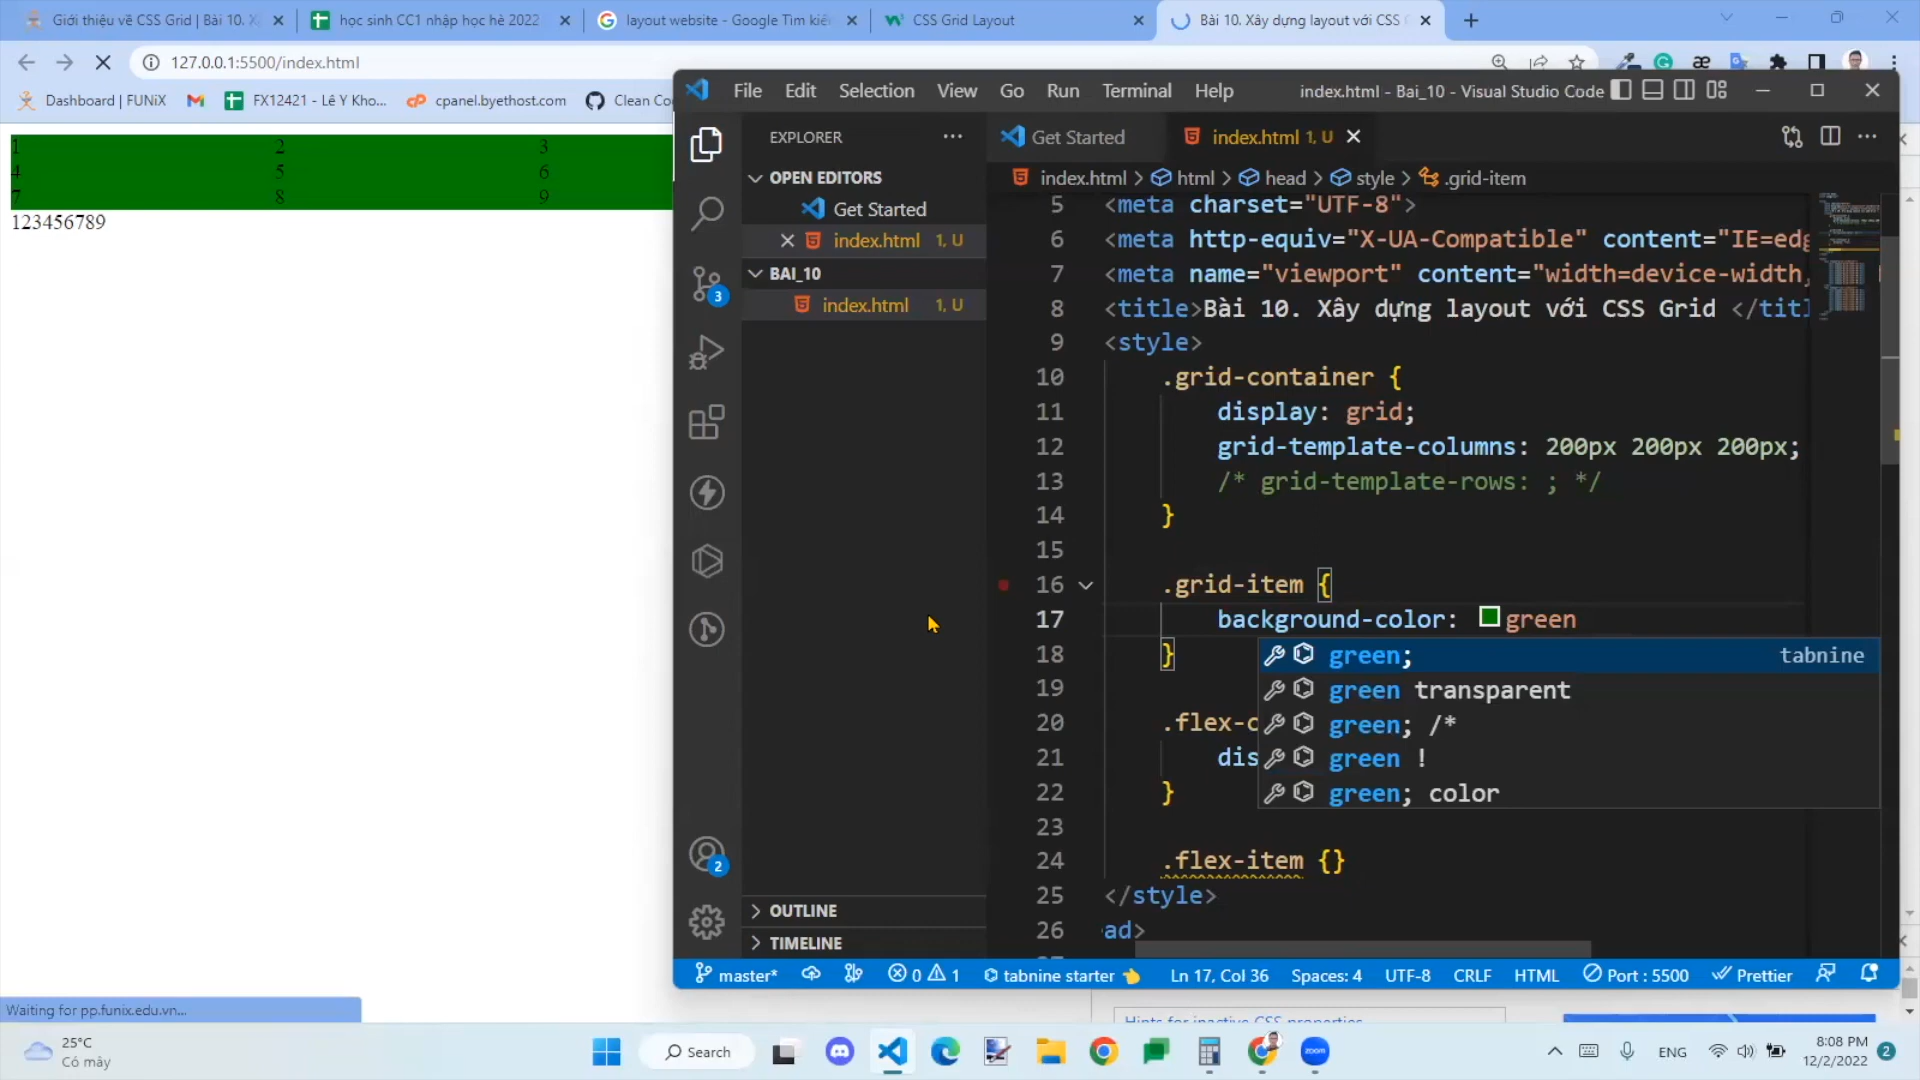 Giới thiệu về CSS Grid | Bài 10. X
học sinh CC1 nhập học hè 2022
layout website - Google Tìm kiế
CSS Grid Layout
Bài 10. Xây dựng layout với CSS G
127.0.0.1:5500/index.html
Dashboard | FUNiX
FX12421 - Lê Y Kho...
cpanel.byethost.com
Clean Co
1 2 3
4 5 6
7 8 9
123456789
Waiting for pp.funix.edu.vn...
File Edit Selection View Go Run Terminal Help
index.html - Bai_10 - Visual Studio Code
EXPLORER
OPEN EDITORS
Get Started
index.html 1, U
BAI_10
index.html 1, U
OUTLINE
TIMELINE
3
2
Get Started
index.html 1, U
index.html > html > head > style > .grid-item
5 <meta charset="UTF-8">
6 <meta http-equiv="X-UA-Compatible" content="IE=edg
7 <meta name="viewport" content="width=device-width,
8 <title>Bài 10. Xây dựng layout với CSS Grid </titl
9 <style>
10 .grid-container {
11 display: grid;
12 grid-template-columns: 200px 200px 200px;
13 /* grid-template-rows: ; */
14 }
15
16 .grid-item {
17 background-color: green
18 }
19
20 .flex-c
21 dis
22 }
23
24 .flex-item {}
25 </style>
26 ad>
green; tabnine
green transparent
green; /*
green !
green; color
master* 0 1 tabnine starter Ln 17, Col 36 Spaces: 4 UTF-8 CRLF HTML Port : 5500 Prettier
Hints for inactive CSS properties
25°C
Có mây
Search
zoom
ENG
8:08 PM
12/2/2022
2